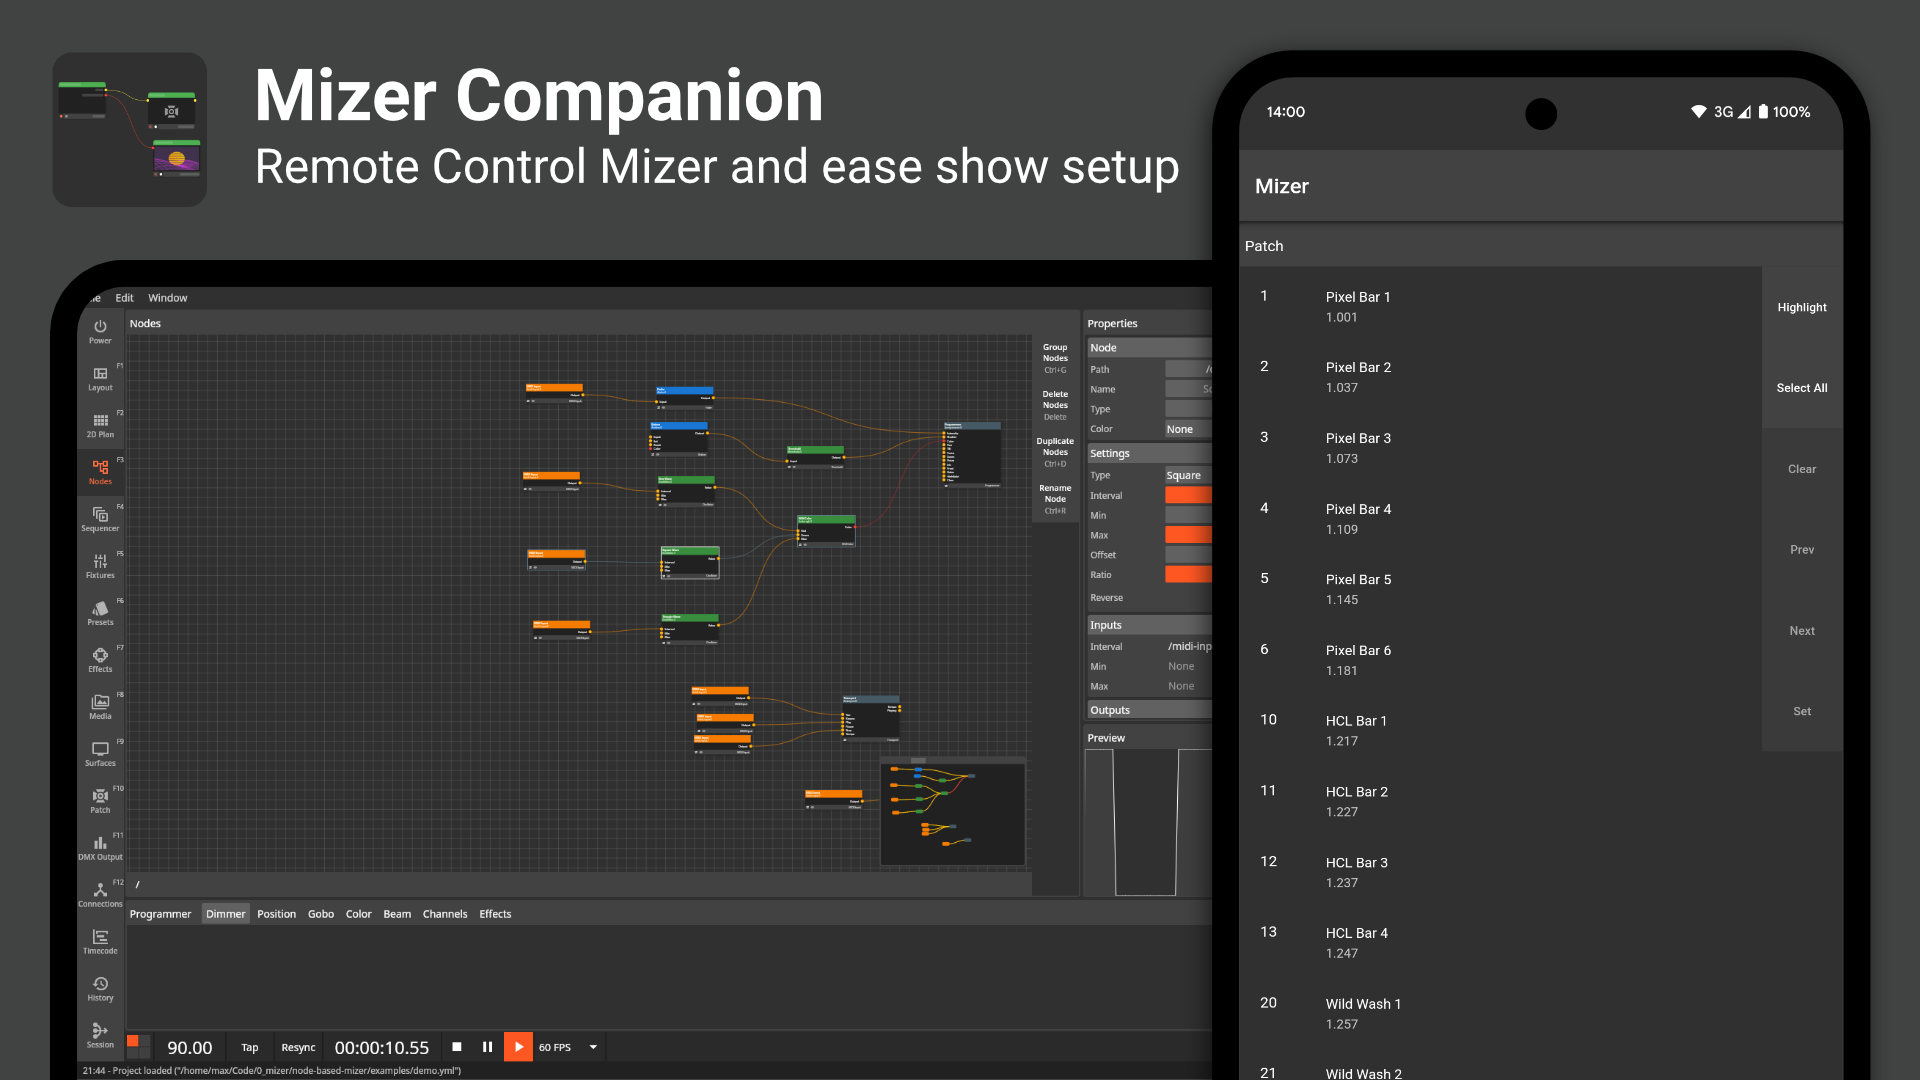 Mizer Companion
Remote Control Mizer and ease show setup
Edit Window
Power
F1
Layout
F2
2D Plan
F3
Nodes
F4
Sequencer
F5
Fixtures
F6
Presets
F7
Effects
F8
Media
F9
Surfaces
F10
Patch
F11
DMX Output
F12
Connections
Timecode
History
Session
Nodes
Group
Nodes
Ctrl+G
Delete
Nodes
Delete
Duplicate
Nodes
Ctrl+D
Rename
Node
Ctrl+R
/
Properties
Node
Path
Name
Type
Color None
Settings
Type Square
Interval
Min
Max
Offset
Ratio
Reverse
Inputs
Interval /midi-inp
Min None
Max None
Outputs
Preview
Programmer Dimmer Position Gobo Color Beam Channels Effects
90.00 Tap Resync 00:00:10.55 60 FPS
21:44 - Project loaded ("/home/max/Code/0_mizer/node-based-mizer/examples/demo.yml")
14:00 3G 100%
Mizer
Patch
1 Pixel Bar 1
1.001
2 Pixel Bar 2
1.037
3 Pixel Bar 3
1.073
4 Pixel Bar 4
1.109
5 Pixel Bar 5
1.145
6 Pixel Bar 6
1.181
10 HCL Bar 1
1.217
11 HCL Bar 2
1.227
12 HCL Bar 3
1.237
13 HCL Bar 4
1.247
20 Wild Wash 1
1.257
21 Wild Wash 2
Highlight
Select All
Clear
Prev
Next
Set